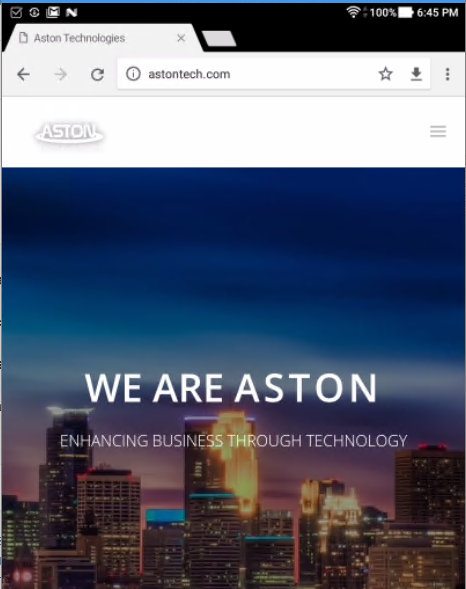 100% 6:45 PM
Aston Technologies
astontech.com
ASTON
WE ARE ASTON
ENHANCING BUSINESS THROUGH TECHNOLOGY